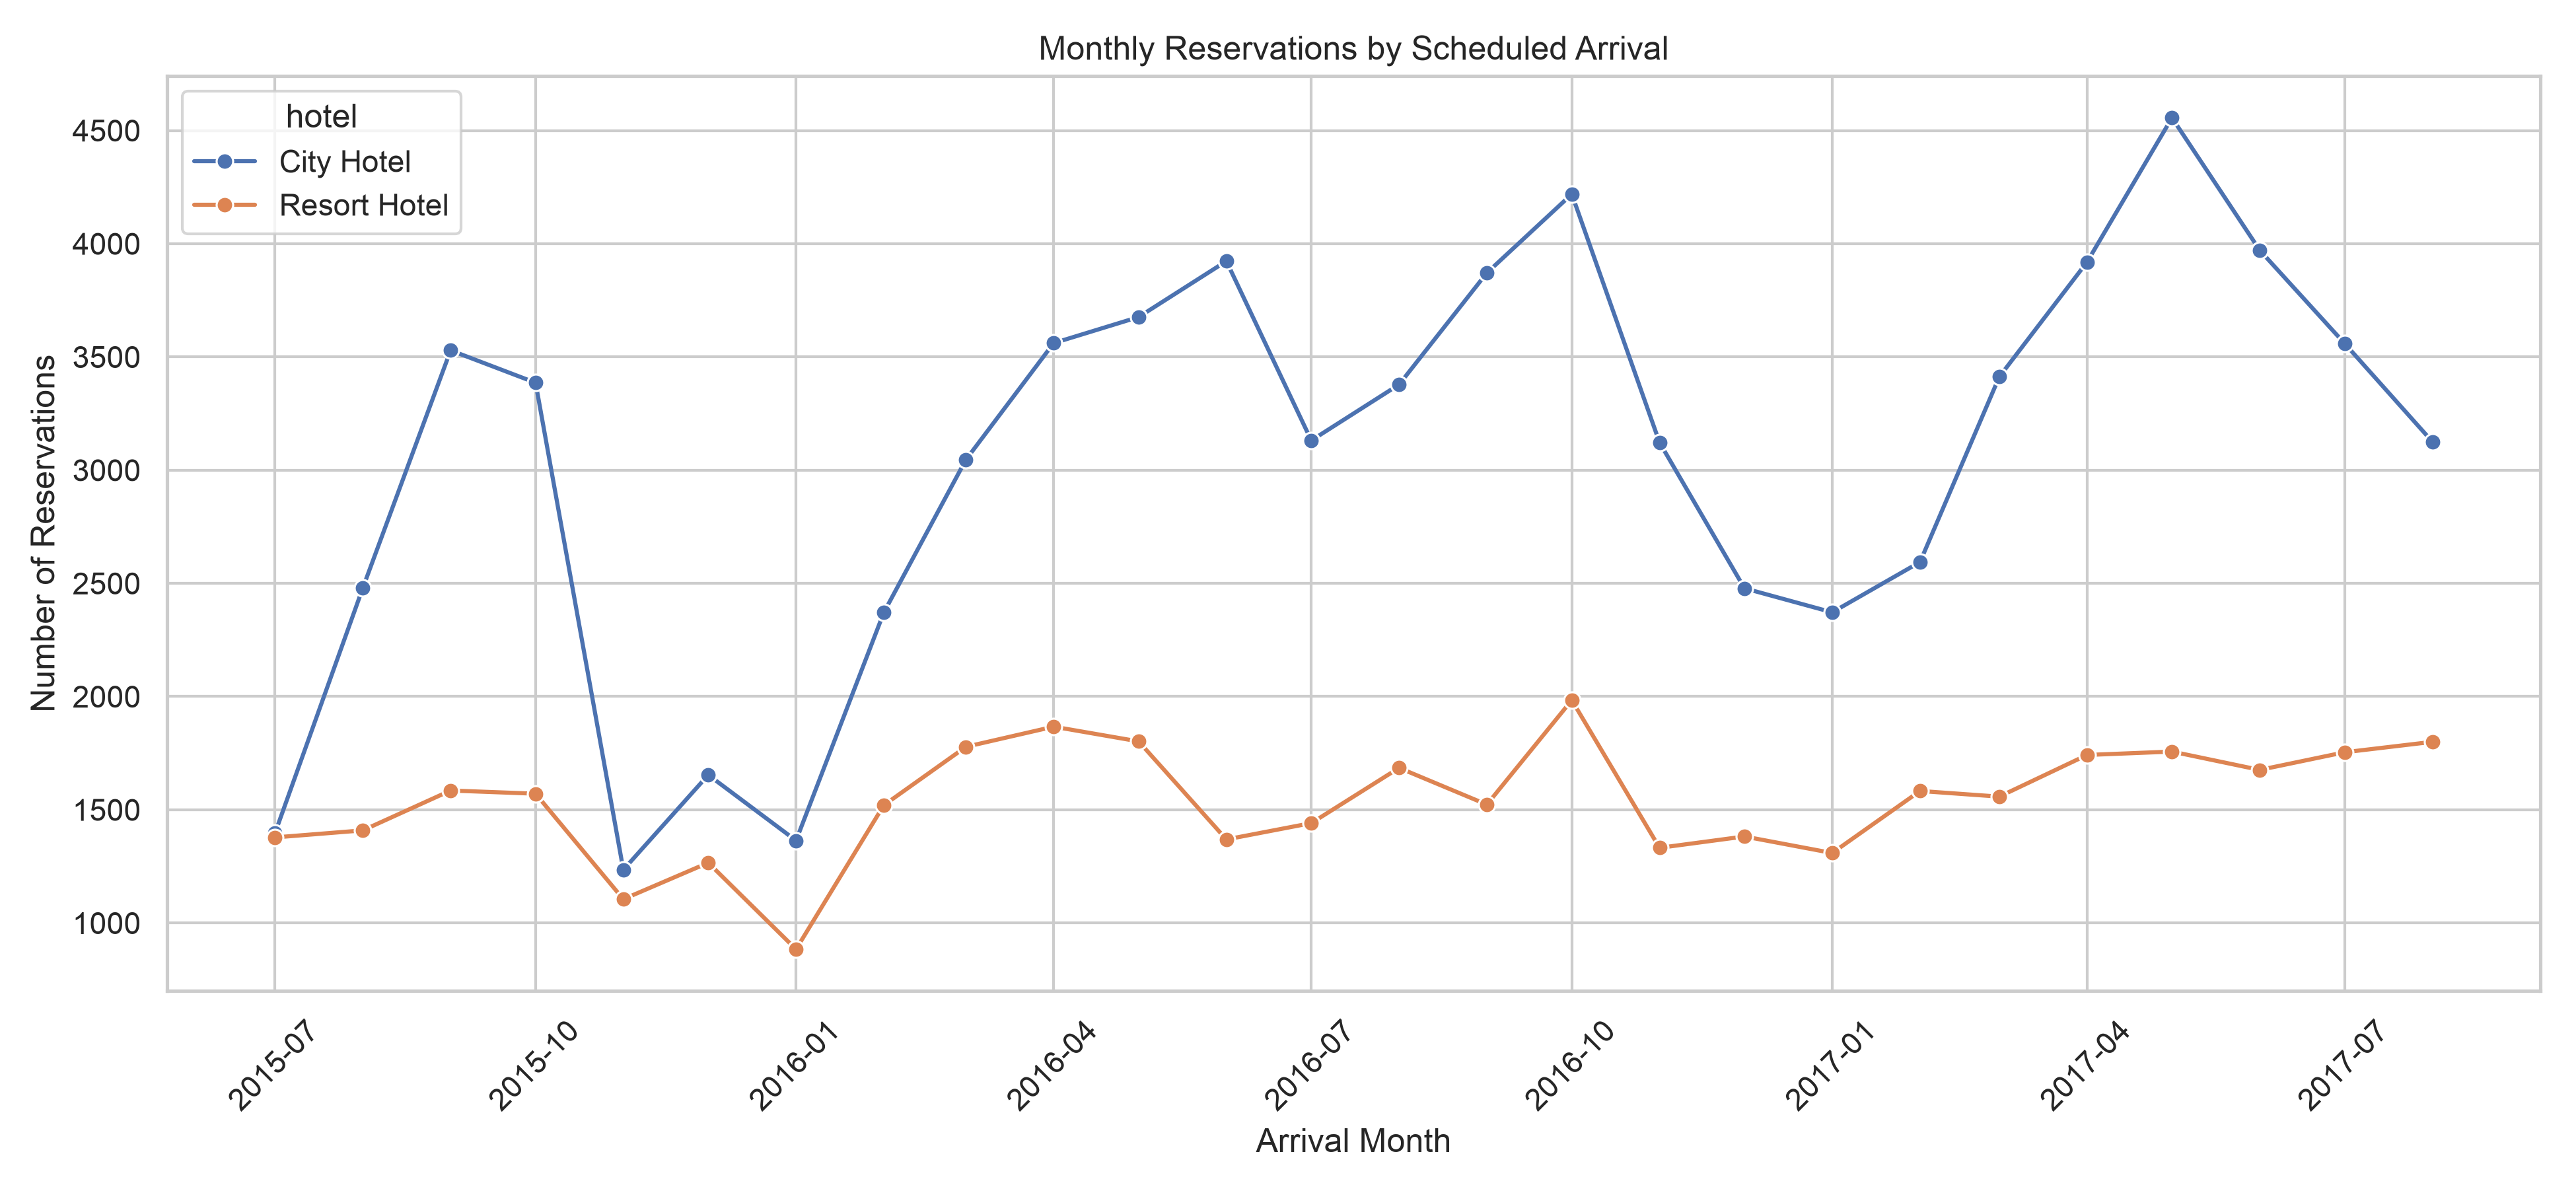 Monthly Reservations by Scheduled Arrival
hotel
City Hotel
Resort Hotel
Number of Reservations
4500
4000
3500
3000
2500
2000
1500
1000
2015-07
2015-10
2016-01
2016-04
2016-07
2016-10
2017-01
2017-04
2017-07
Arrival Month